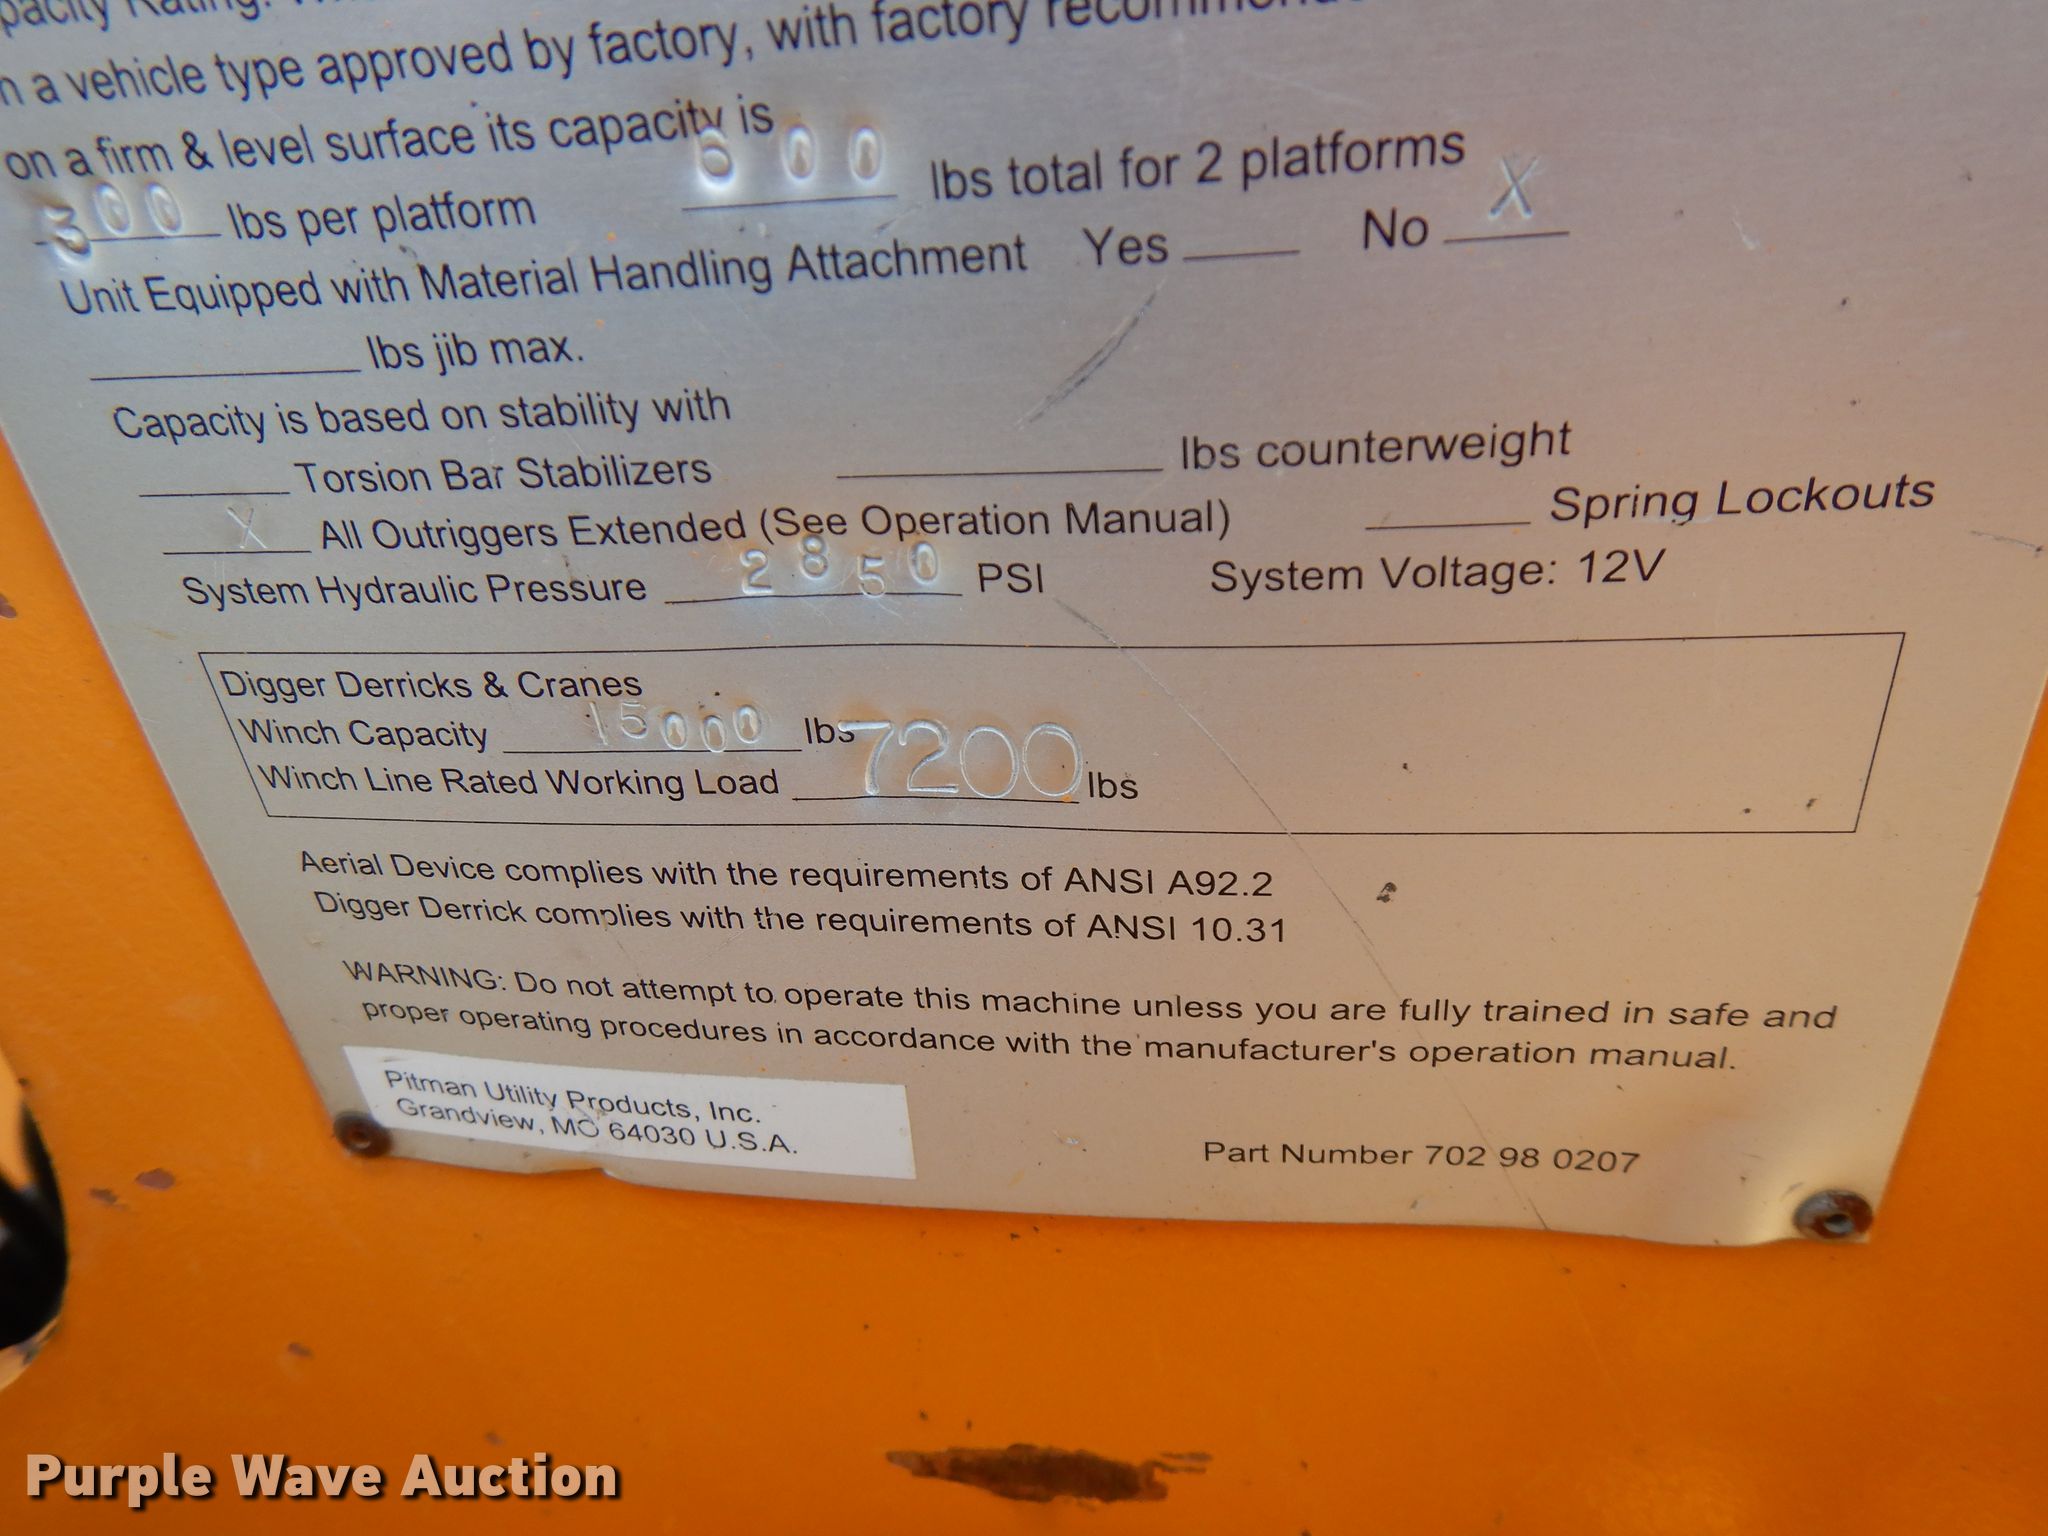 pacity Rating:
n a vehicle type approved by factory, with factory
on a firm & level surface its capacity is
300 lbs per platform 600 lbs total for 2 platforms
Unit Equipped with Material Handling Attachment Yes ____ No X
____ lbs jib max.
Capacity is based on stability with
____ Torsion Bar Stabilizers ____ lbs counterweight
X All Outriggers Extended (See Operation Manual) ____ Spring Lockouts
System Hydraulic Pressure 2850 PSI System Voltage: 12V
Digger Derricks & Cranes
Winch Capacity 15000 lbs
Winch Line Rated Working Load 7200 lbs
Aerial Device complies with the requirements of ANSI A92.2
Digger Derrick complies with the requirements of ANSI 10.31
WARNING: Do not attempt to operate this machine unless you are fully trained in safe and
proper operating procedures in accordance with the manufacturer's operation manual.
Pitman Utility Products, Inc.
Grandview, MO 64030 U.S.A.
Part Number 702 98 0207
Purple Wave Auction